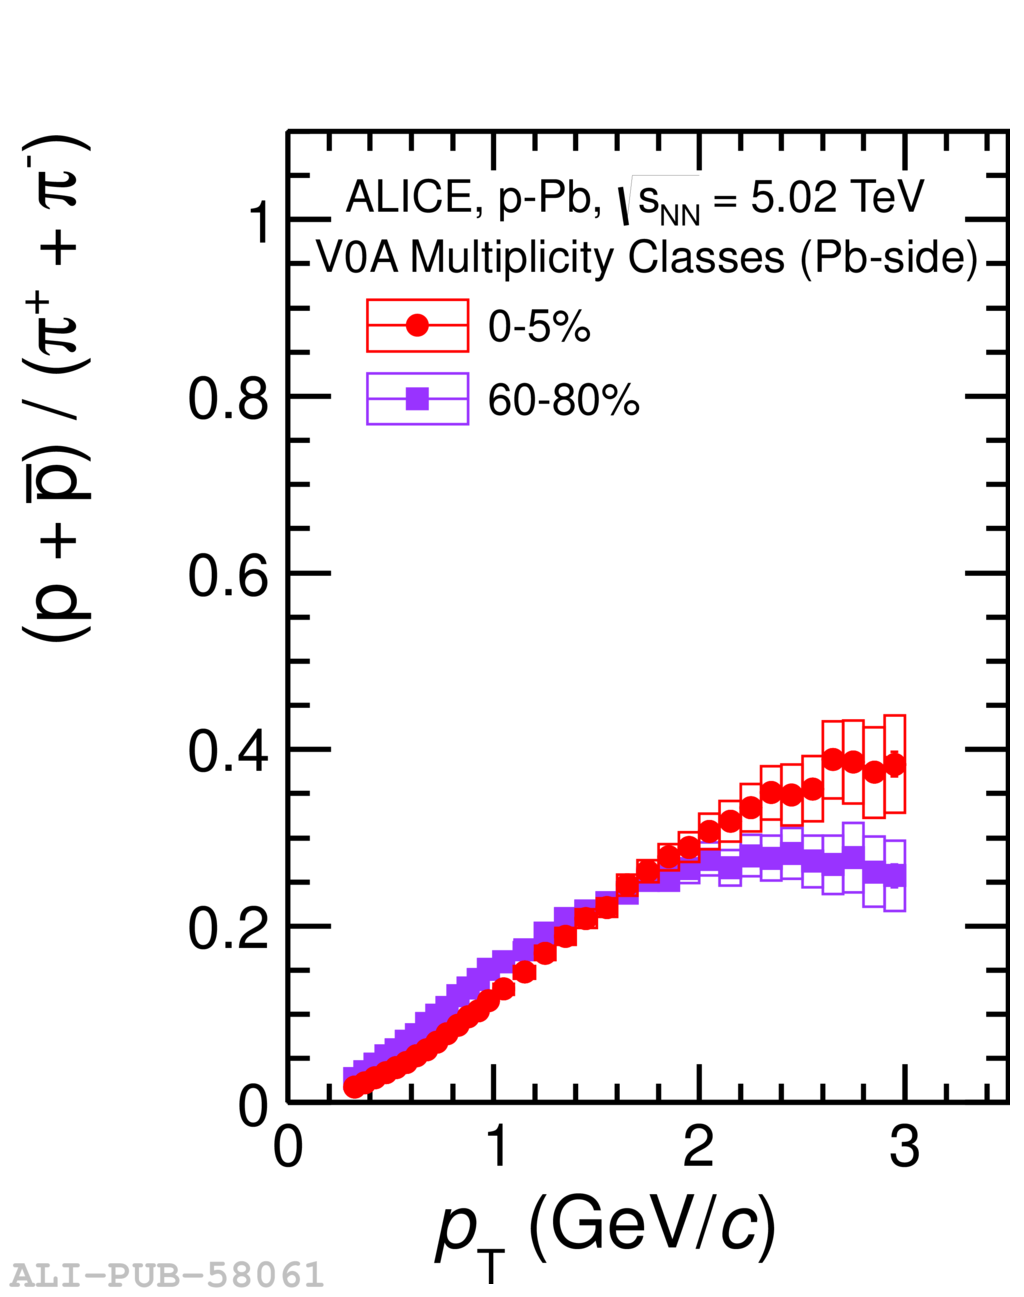 (p + p̅) / (π⁺ + π⁻)
ALICE, p-Pb, √sNN = 5.02 TeV
V0A Multiplicity Classes (Pb-side)
0-5%
60-80%
1
0.8
0.6
0.4
0.2
0
0 1 2 3
pT (GeV/c)
ALI-PUB-58061